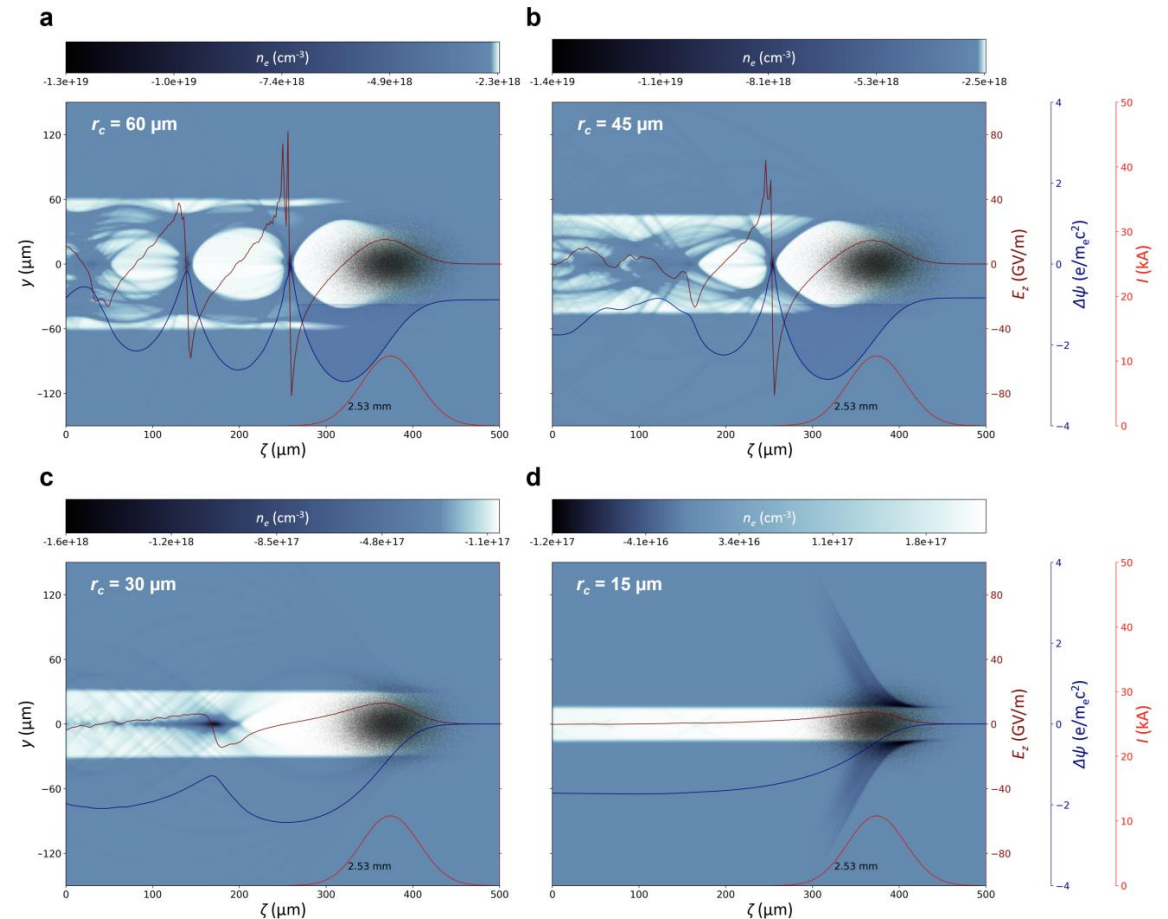 a
b
n_e (cm⁻³)
-1.3e+19 -1.0e+19 -7.4e+18 -4.9e+18 -2.3e+18
n_e (cm⁻³)
-1.4e+19 -1.1e+19 -8.1e+18 -5.3e+18 -2.5e+18
r_c = 60 μm
120
60
0
−60
−120
y (μm)
2.53 mm
0 100 200 300 400 500
ζ (μm)
r_c = 45 μm
2.53 mm
0 100 200 300 400 500
ζ (μm)
80
40
0
−40
−80
E_z (GV/m)
4
2
0
−2
−4
Δψ (e/m_ec²)
50
40
30
20
10
0
I (kA)
c
d
n_e (cm⁻³)
-1.6e+18 -1.2e+18 -8.5e+17 -4.8e+17 -1.1e+17
n_e (cm⁻³)
-1.2e+17 -4.1e+16 3.4e+16 1.1e+17 1.8e+17
r_c = 30 μm
120
60
0
−60
−120
y (μm)
2.53 mm
0 100 200 300 400 500
ζ (μm)
r_c = 15 μm
2.53 mm
0 100 200 300 400 500
ζ (μm)
80
40
0
−40
−80
E_z (GV/m)
4
2
0
−2
−4
Δψ (e/m_ec²)
50
40
30
20
10
0
I (kA)